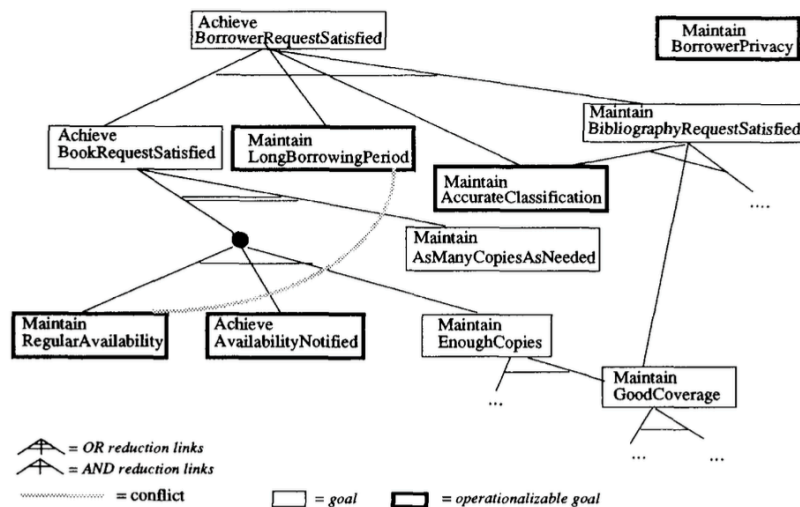 Achieve
BorrowerRequestSatisfied
Maintain
BorrowerPrivacy
Achieve
BookRequestSatisfied
Maintain
LongBorrowingPeriod
Maintain
BibliographyRequestSatisfied
Maintain
AccurateClassification
....
Maintain
AsManyCopiesAsNeeded
Maintain
RegularAvailability
Achieve
AvailabilityNotified
Maintain
EnoughCopies
Maintain
GoodCoverage
...
...
...
= OR reduction links
= AND reduction links
= conflict
= goal
= operationalizable goal